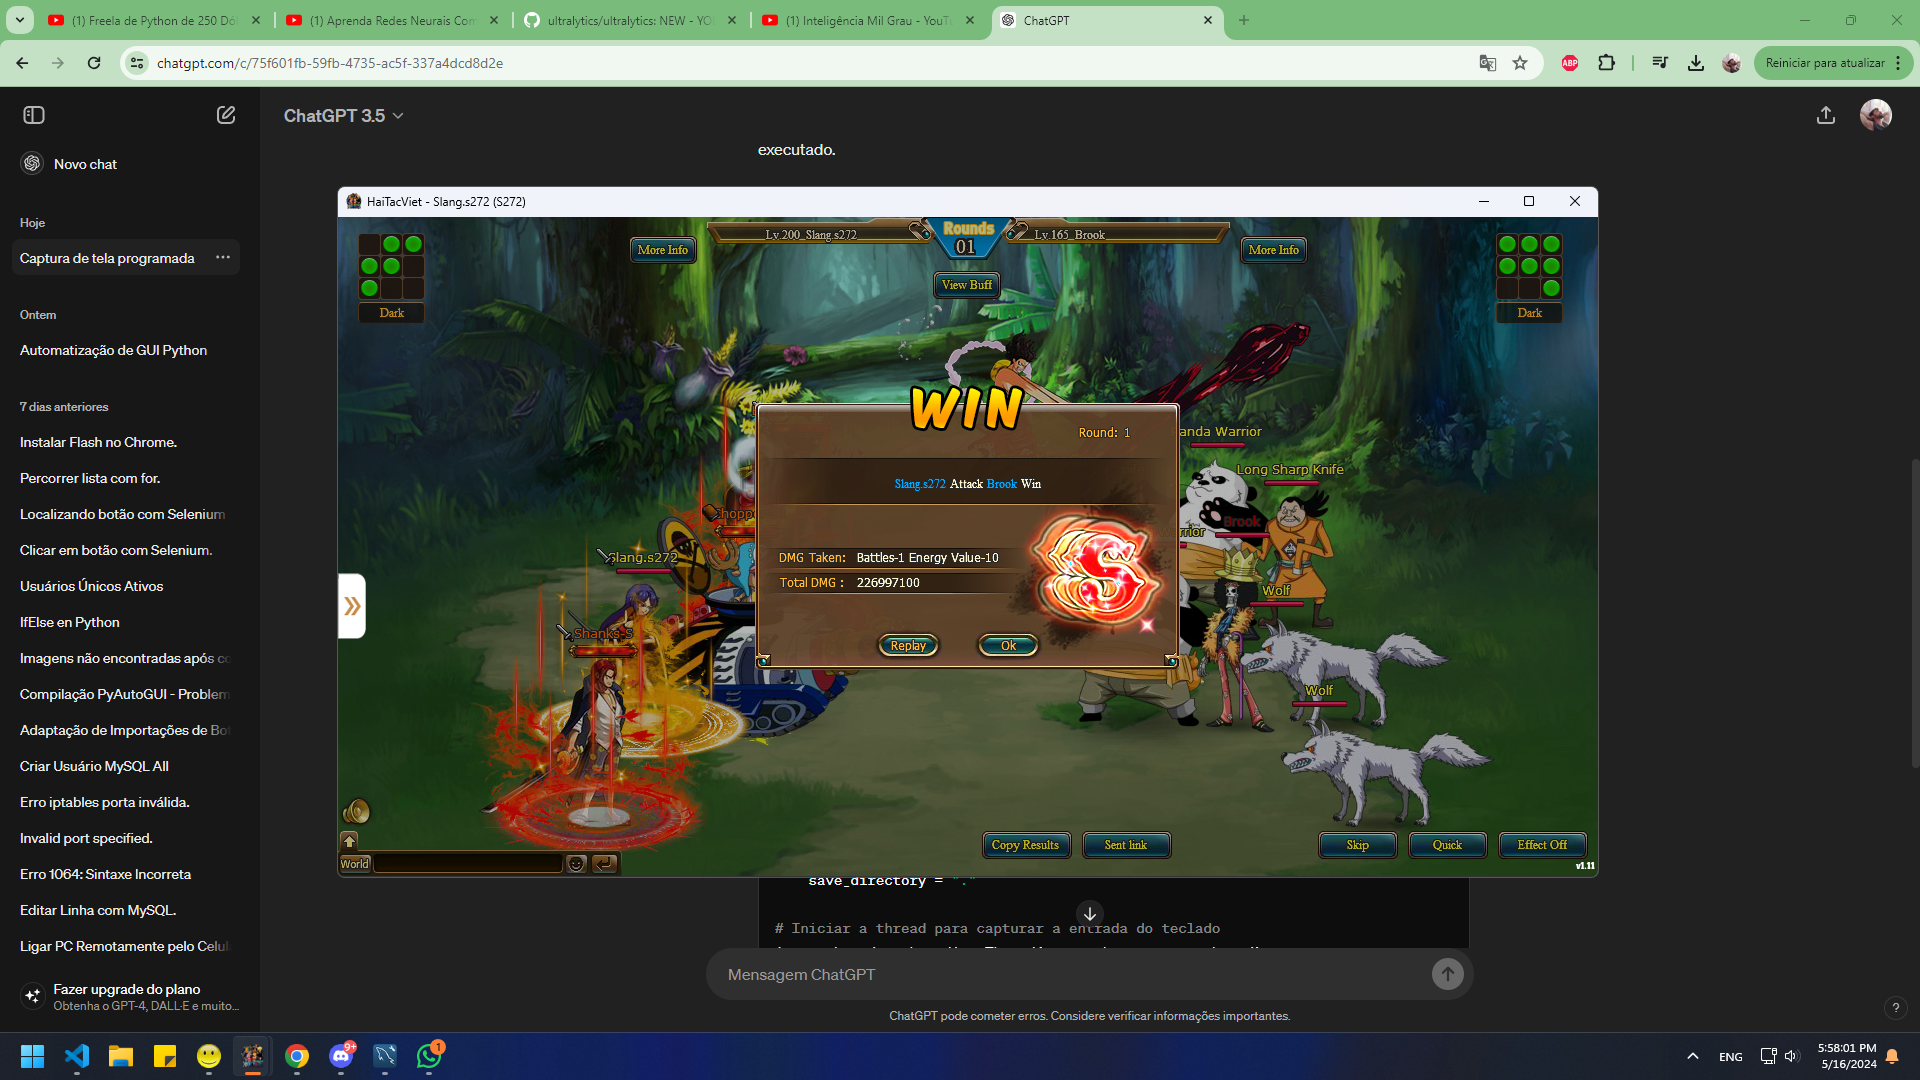 (1) Freela de Python de 250 Dól
(1) Aprenda Redes Neurais Com
ultralytics/ultralytics: NEW - YO
(1) Inteligência Mil Grau - YouTu
ChatGPT
chatgpt.com/c/75f601fb-59fb-4735-ac5f-337a4dcd8d2e
ABP
Reiniciar para atualizar
ChatGPT 3.5
Novo chat
executado.
Hoje
Captura de tela programada
Ontem
Automatização de GUI Python
7 dias anteriores
Instalar Flash no Chrome.
Percorrer lista com for.
Localizando botão com Selenium
Clicar em botão com Selenium.
Usuários Únicos Ativos
IfElse en Python
Imagens não encontradas após co
Compilação PyAutoGUI - Problem
Adaptação de Importações de Bot
Criar Usuário MySQL All
Erro iptables porta inválida.
Invalid port specified.
Erro 1064: Sintaxe Incorreta
Editar Linha com MySQL.
Ligar PC Remotamente pelo Celul
Fazer upgrade do plano
Obtenha o GPT-4, DALL·E e muito...
HaiTacViet - Slang.s272 (S272)
Lv.200_Slang.s272
Rounds
01
Lv.165_Brook
More Info
More Info
View Buff
Dark
Dark
WIN
Round: 1
Slang.s272 Attack Brook Win
DMG Taken: Battles-1 Energy Value-10
Total DMG : 226997100
S
Replay
Ok
anda Warrior
Long Sharp Knife
Brook
rrior
Wolf
Wolf
Choppe
Slang.s272
Shanks-S
World
Copy Results
Sent link
Skip
Quick
Effect Off
v1.11
save_directory = "."
# Iniciar a thread para capturar a entrada do teclado
Mensagem ChatGPT
ChatGPT pode cometer erros. Considere verificar informações importantes.
?
9+
1
ENG
5:58:01 PM
5/16/2024